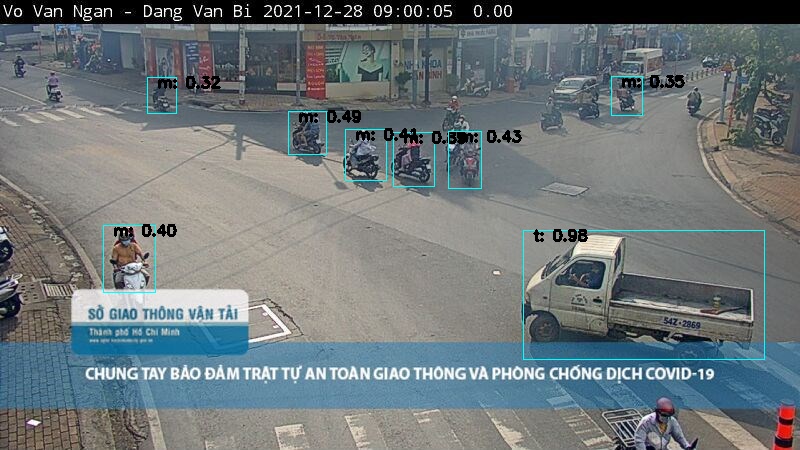 Vo Van Ngan - Dang Van Bi 2021-12-28 09:00:05 0.00
m: 0.32
m: 0.35
m: 0.49
m: 0.41
m: 0.43
m: 0.40
t: 0.98
NHA KHOA
54Z-2869
SỞ GIAO THÔNG VẬN TẢI
Thành phố Hồ Chí Minh
CHUNG TAY BẢO ĐẢM TRẬT TỰ AN TOÀN GIAO THÔNG VÀ PHÒNG CHỐNG DỊCH COVID-19